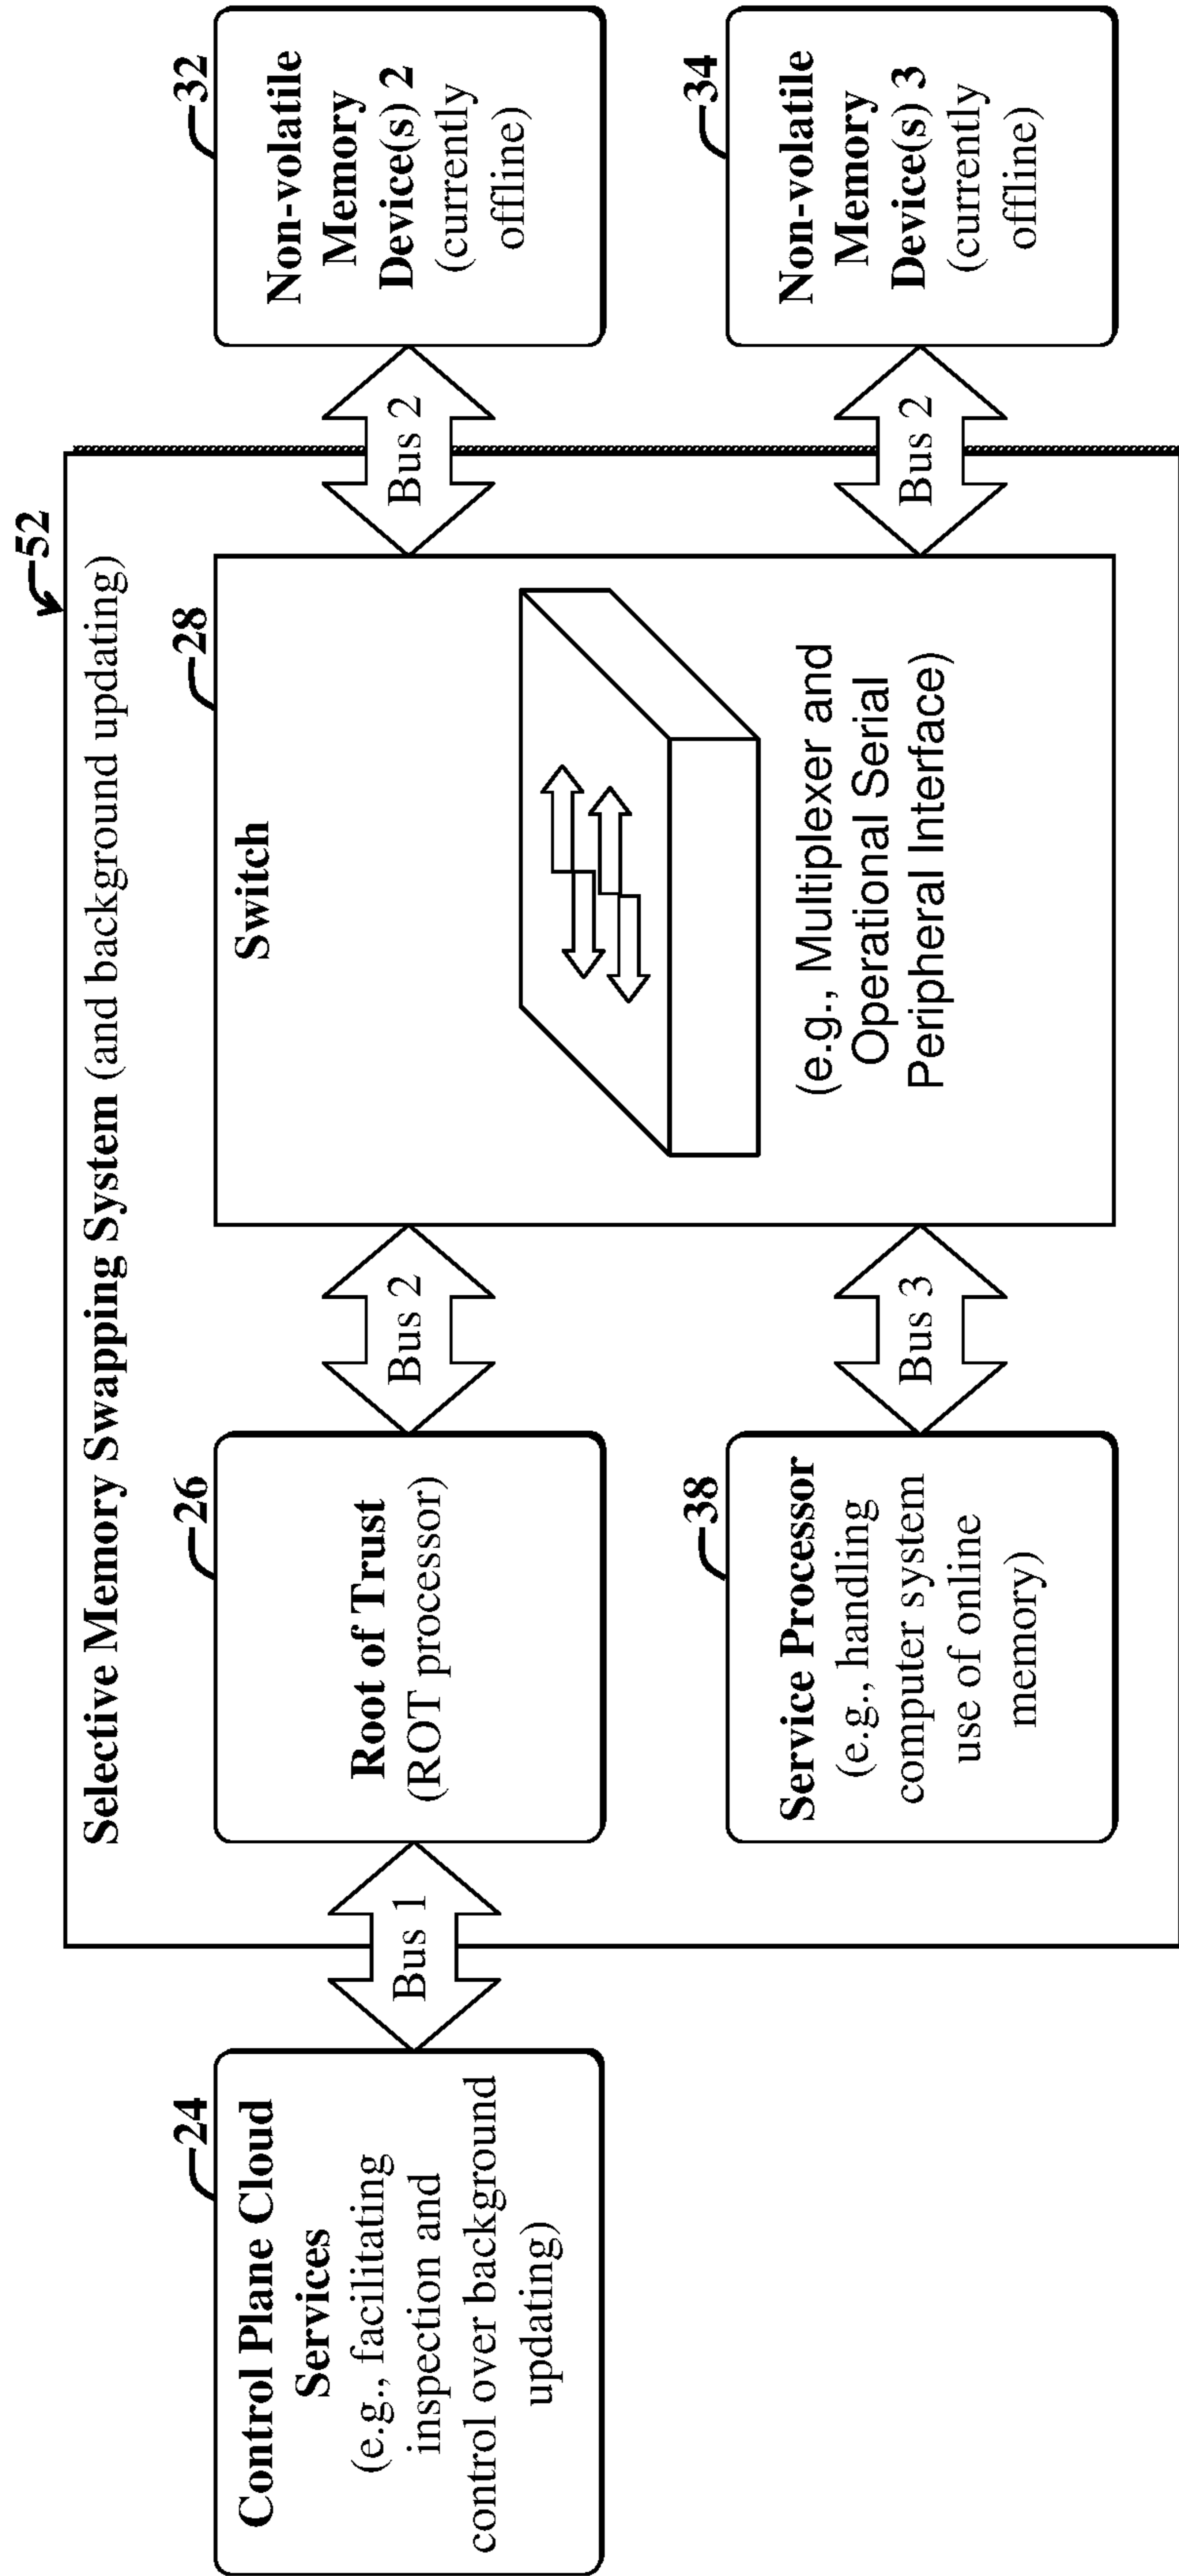 52
Selective Memory Swapping System (and background updating)
24
Control Plane Cloud
Services
(e.g., facilitating
inspection and
control over background
updating)
Bus 1
26
Root of Trust
(ROT processor)
Bus 2
28
Switch
(e.g., Multiplexer and
Operational Serial
Peripheral Interface)
Bus 2
32
Non-volatile
Memory
Device(s) 2
(currently
offline)
38
Service Processor
(e.g., handling
computer system
use of online
memory)
Bus 3
Bus 2
34
Non-volatile
Memory
Device(s) 3
(currently
offline)